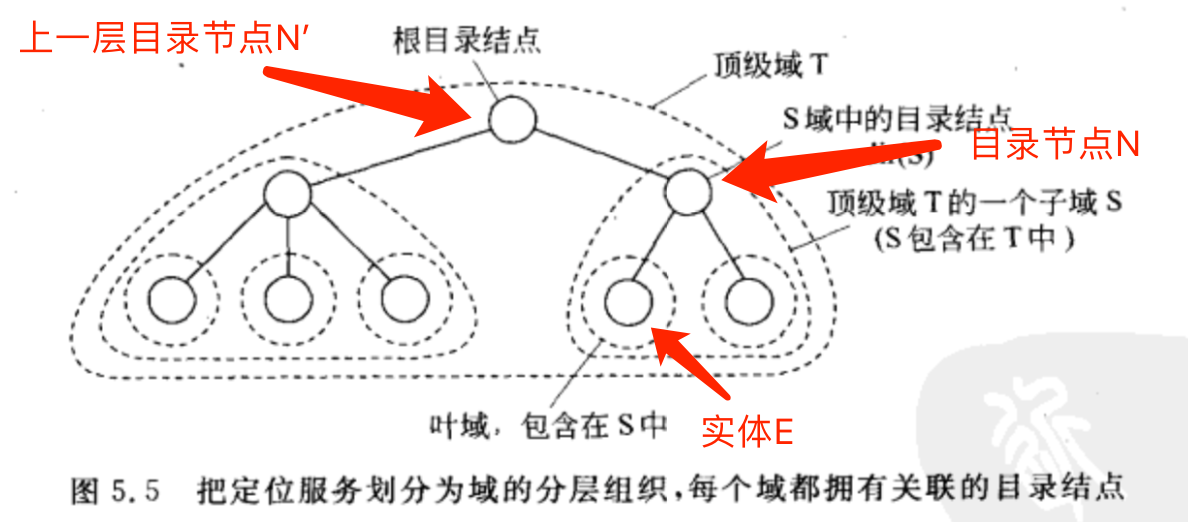 上一层目录节点N'
根目录结点
顶级域 T
S 域中的目录结点
目录节点N
(S)
顶级域 T 的一个子域 S
(S包含在 T 中)
叶域，包含在 S 中
实体E
图 5.5 把定位服务划分为域的分层组织,每个域都拥有关联的目录结点